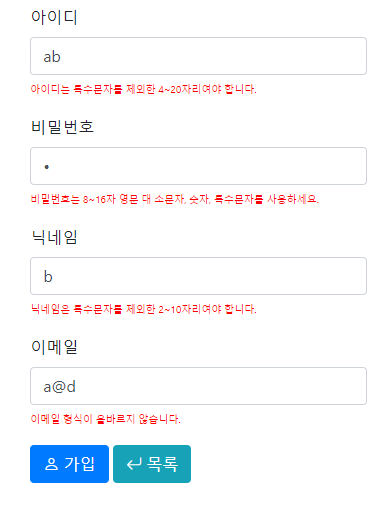 아이디
ab
아이디는 특수문자를 제외한 4~20자리여야 합니다.
비밀번호
•
비밀번호는 8~16자 영문 대 소문자, 숫자, 특수문자를 사용하세요.
닉네임
b
닉네임은 특수문자를 제외한 2~10자리여야 합니다.
이메일
a@d
이메일 형식이 올바르지 않습니다.
가입 목록